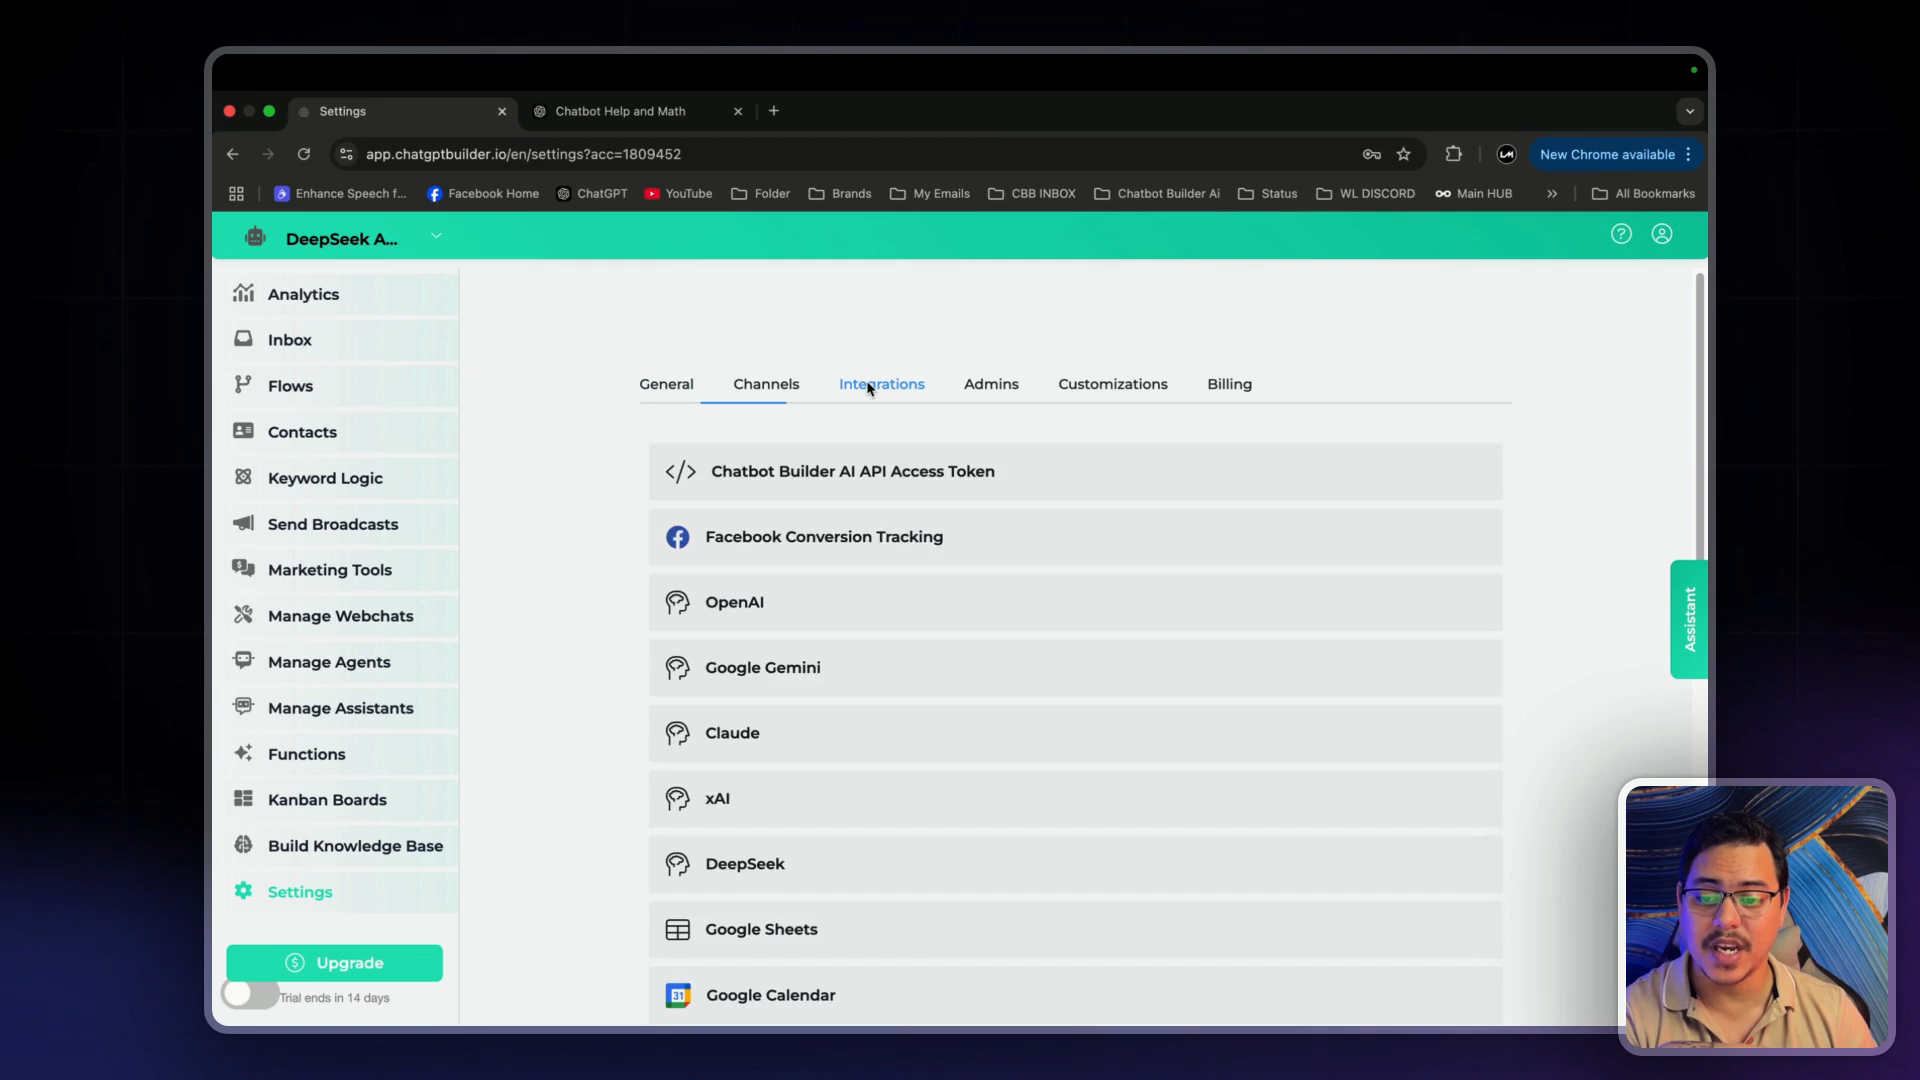 Settings
Chatbot Help and Math
app.chatgptbuilder.io/en/settings?acc=1809452
New Chrome available
Enhance Speech f...
Facebook Home
ChatGPT
YouTube
Folder
Brands
My Emails
CBB INBOX
Chatbot Builder Ai
Status
WL DISCORD
Main HUB
All Bookmarks
DeepSeek A...
Analytics
Inbox
Flows
Contacts
Keyword Logic
Send Broadcasts
Marketing Tools
Manage Webchats
Manage Agents
Manage Assistants
Functions
Kanban Boards
Build Knowledge Base
Settings
Upgrade
Trial ends in 14 days
General
Channels
Integrations
Admins
Customizations
Billing
Chatbot Builder AI API Access Token
Facebook Conversion Tracking
OpenAI
Google Gemini
Claude
xAI
DeepSeek
Google Sheets
31
Google Calendar
Assistant